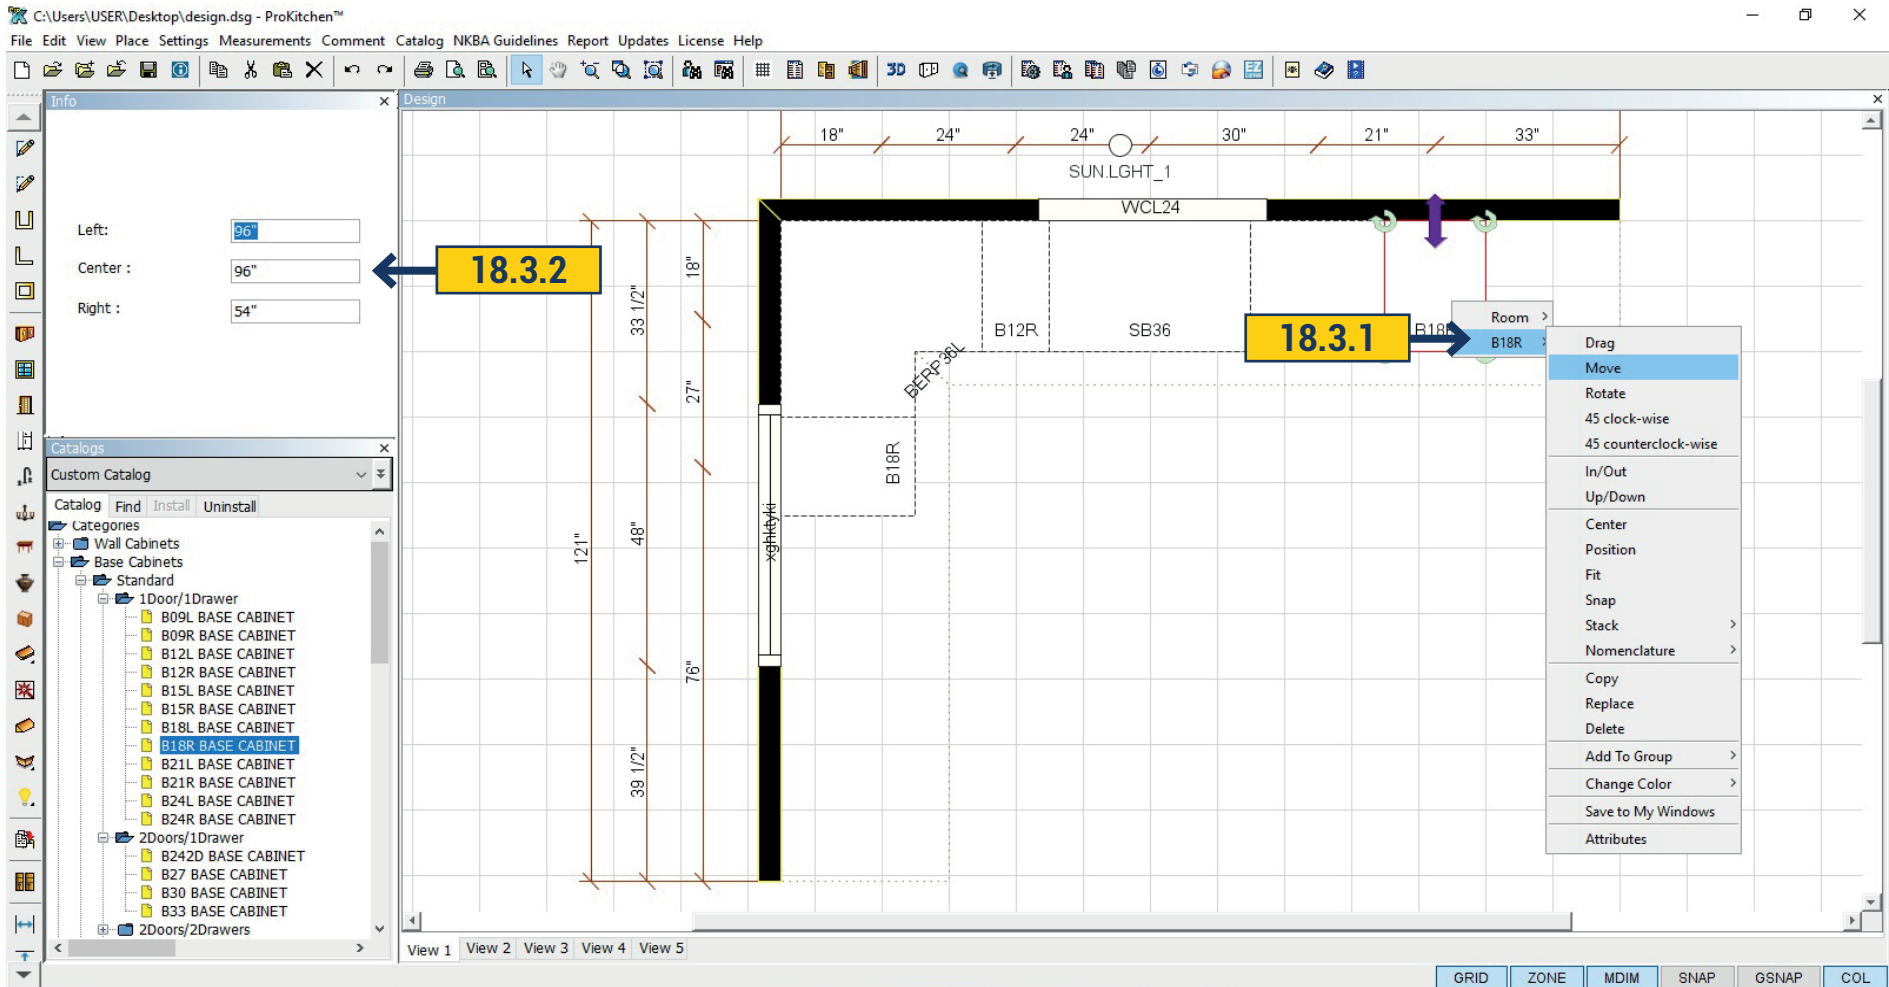 C:\Users\USER\Desktop\design.dsg - ProKitchen™
File Edit View Place Settings Measurements Comment Catalog NKBA Guidelines Report Updates License Help
3D
EZ
Info
Left: 96"
Center : 96"
Right : 54"
18.3.2
Catalogs
Custom Catalog
Catalog Find Install Uninstall
Categories
Wall Cabinets
Base Cabinets
Standard
1Door/1Drawer
B09L BASE CABINET
B09R BASE CABINET
B12L BASE CABINET
B12R BASE CABINET
B15L BASE CABINET
B15R BASE CABINET
B18L BASE CABINET
B18R BASE CABINET
B21L BASE CABINET
B21R BASE CABINET
B24L BASE CABINET
B24R BASE CABINET
2Doors/1Drawer
B242D BASE CABINET
B27 BASE CABINET
B30 BASE CABINET
B33 BASE CABINET
2Doors/2Drawers
Design
18" 24" 24" 30" 21" 33"
SUN.LGHT_1
WCL24
18"
33 1/2"
27"
121"
48"
76"
39 1/2"
xghktyki
B12R
SB36
BERP36L
B18R
B18R
18.3.1
Room
B18R
Drag
Move
Rotate
45 clock-wise
45 counterclock-wise
In/Out
Up/Down
Center
Position
Fit
Snap
Stack
Nomenclature
Copy
Replace
Delete
Add To Group
Change Color
Save to My Windows
Attributes
View 1 View 2 View 3 View 4 View 5
GRID ZONE MDIM SNAP GSNAP COL